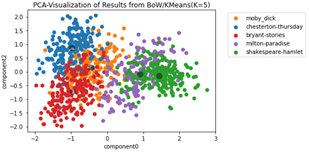 PCA-Visualization of Results from BoW/KMeans(K=5)
moby_dick
chesterton-thursday
bryant-stories
milton-paradise
shakespeare-hamlet
component2
2.0
1.5
1.0
0.5
0.0
−0.5
−1.0
−1.5
−2.0
−2
−1
0
1
2
3
component0